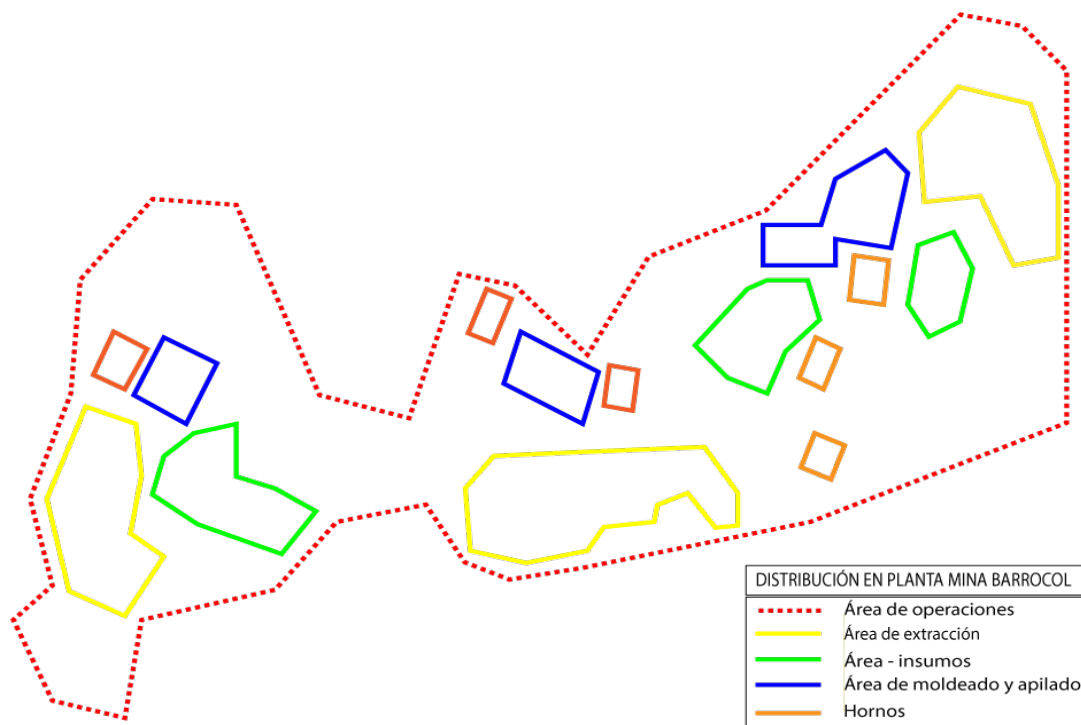 DISTRIBUCIÓN EN PLANTA MINA BARROCOL
Área de operaciones
Área de extracción
Área - insumos
Área de moldeado y apilado
Hornos